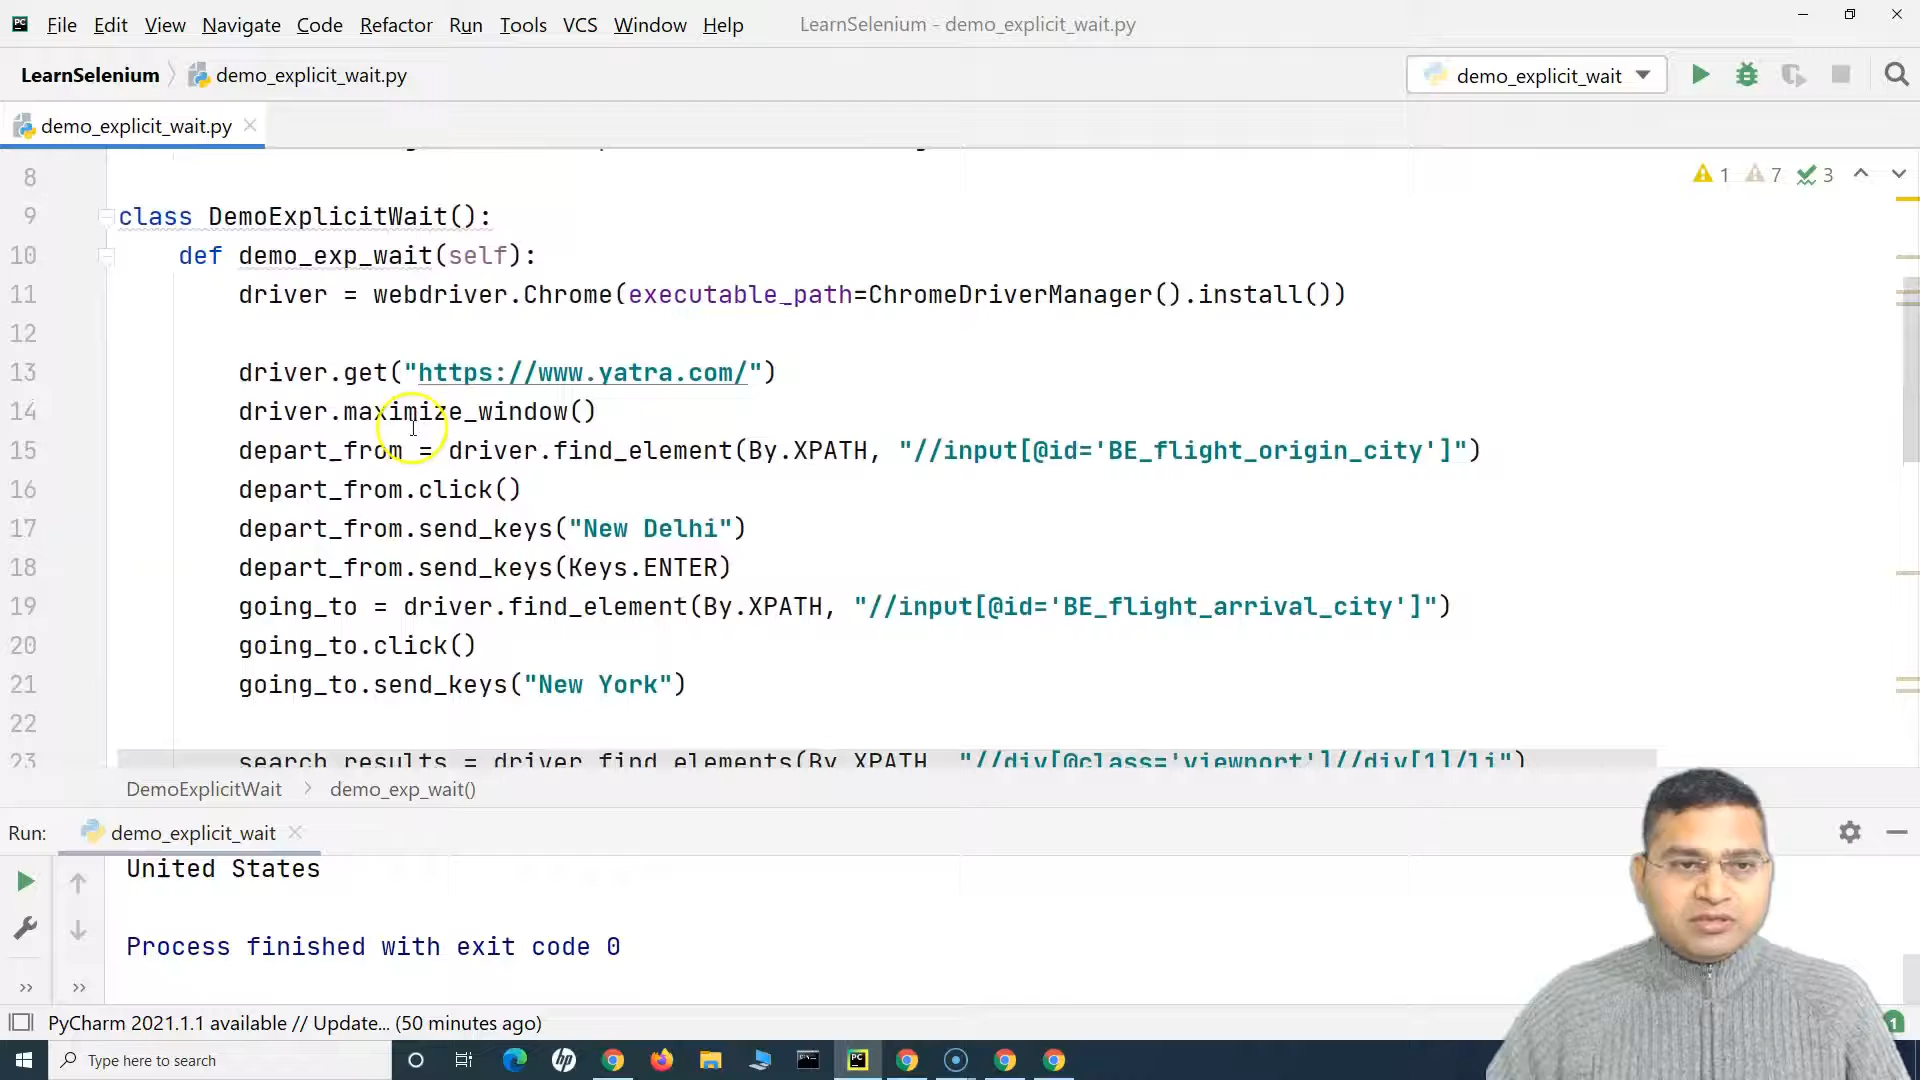 File Edit View Navigate Code Refactor Run Tools VCS Window Help LearnSelenium - demo_explicit_wait.py
LearnSelenium demo_explicit_wait.py demo_explicit_wait
demo_explicit_wait.py
8
1 7 3
9 class DemoExplicitWait():
10 def demo_exp_wait(self):
11 driver = webdriver.Chrome(executable_path=ChromeDriverManager().install())
12
13 driver.get("https://www.yatra.com/")
14 driver.maximize_window()
15 depart_from = driver.find_element(By.XPATH, "//input[@id='BE_flight_origin_city']")
16 depart_from.click()
17 depart_from.send_keys("New Delhi")
18 depart_from.send_keys(Keys.ENTER)
19 going_to = driver.find_element(By.XPATH, "//input[@id='BE_flight_arrival_city']")
20 going_to.click()
21 going_to.send_keys("New York")
22
23 search_results = driver.find_elements(By.XPATH, "//div[@class='viewport']//div[1]/li")
DemoExplicitWait demo_exp_wait()
Run: demo_explicit_wait
United States
Process finished with exit code 0
PyCharm 2021.1.1 available // Update... (50 minutes ago) 1
Type here to search